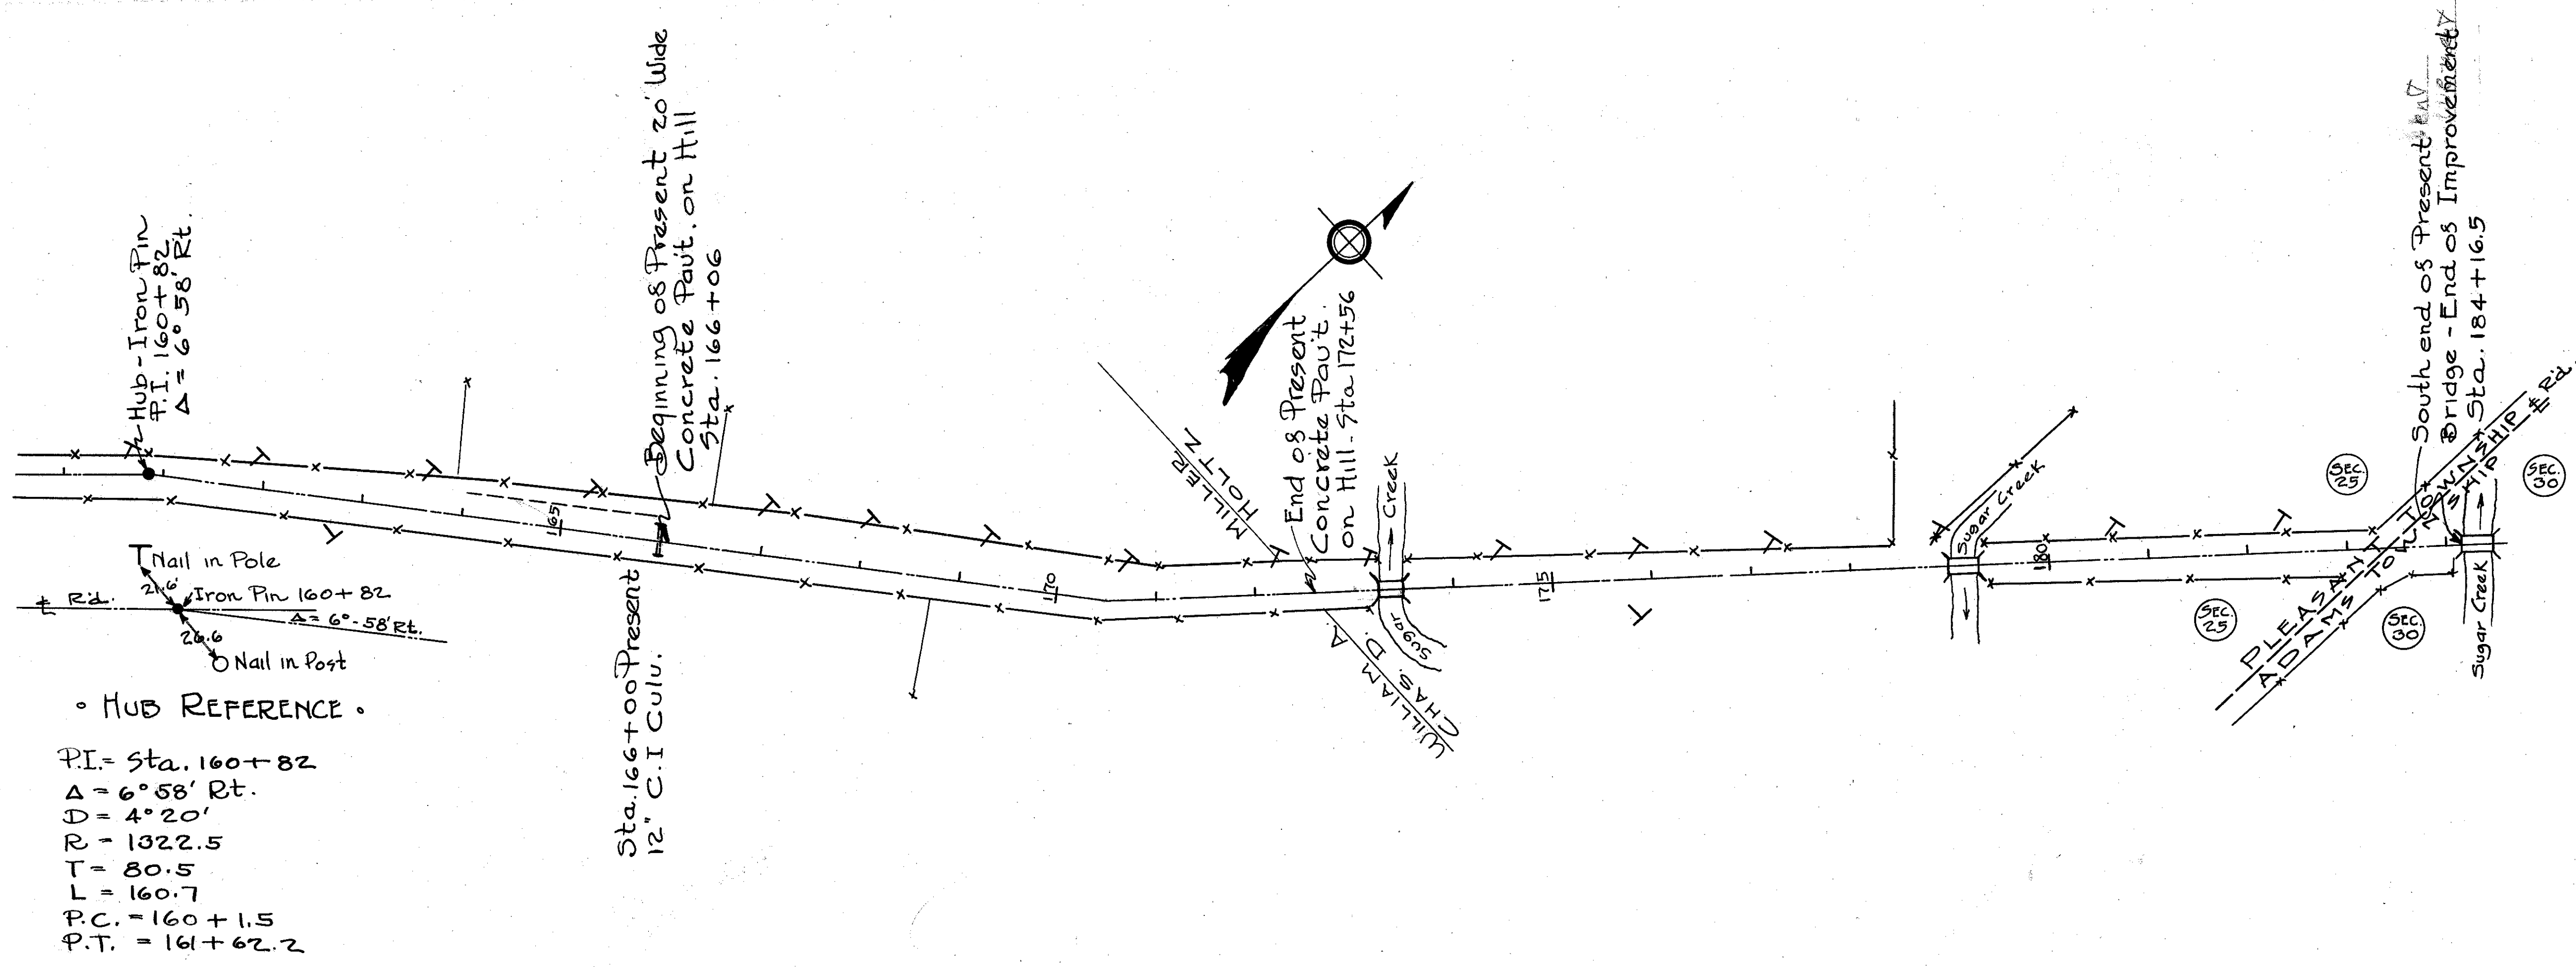 Hub - Iron Pin
P.I. 160+82
Δ = 6° 58' Rt.
Beginning of Present 20' Wide
Concrete Pav't. on Hill
Sta. 166+06
165
Sta. 166+00 Present
12" C.I Culv.
170
MILLER
HOLTN
WILLIAM A.
CHAS. D.
End of Present
Concrete Pav't.
on Hill - Sta 172+56
Creek
Sugar
175
Sugar Creek
180
South end of Present
Bridge - End of Improvement
Sta. 184+16.5
SEC. 25
SEC. 30
SEC. 25
SEC. 30
PLEASANT TOWNSHIP
ADAMS TOWNSHIP
℄ Rd.
Sugar Creek
T Nail in Pole
21.6'
Iron Pin 160+82
℄ Rd.
Δ = 6°-58' Rt.
26.6
Nail in Post
• HUB REFERENCE •
P.I. = Sta. 160+82
Δ = 6° 58' Rt.
D = 4° 20'
R = 1322.5
T = 80.5
L = 160.7
P.C. = 160 + 1.5
P.T. = 161 + 62.2